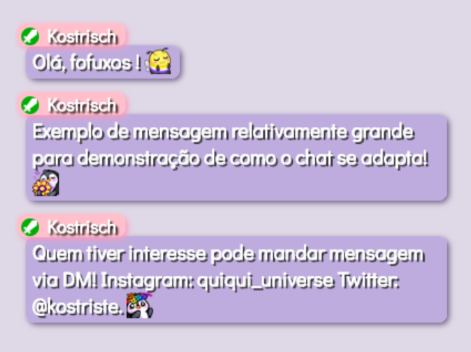 Kostrisch
Olá, fofuxos !
Kostrisch
Exemplo de mensagem relativamente grande
para demonstração de como o chat se adapta!
Kostrisch
Quem tiver interesse pode mandar mensagem
via DM! Instagram: quiqui_universe Twitter:
@kostriste.